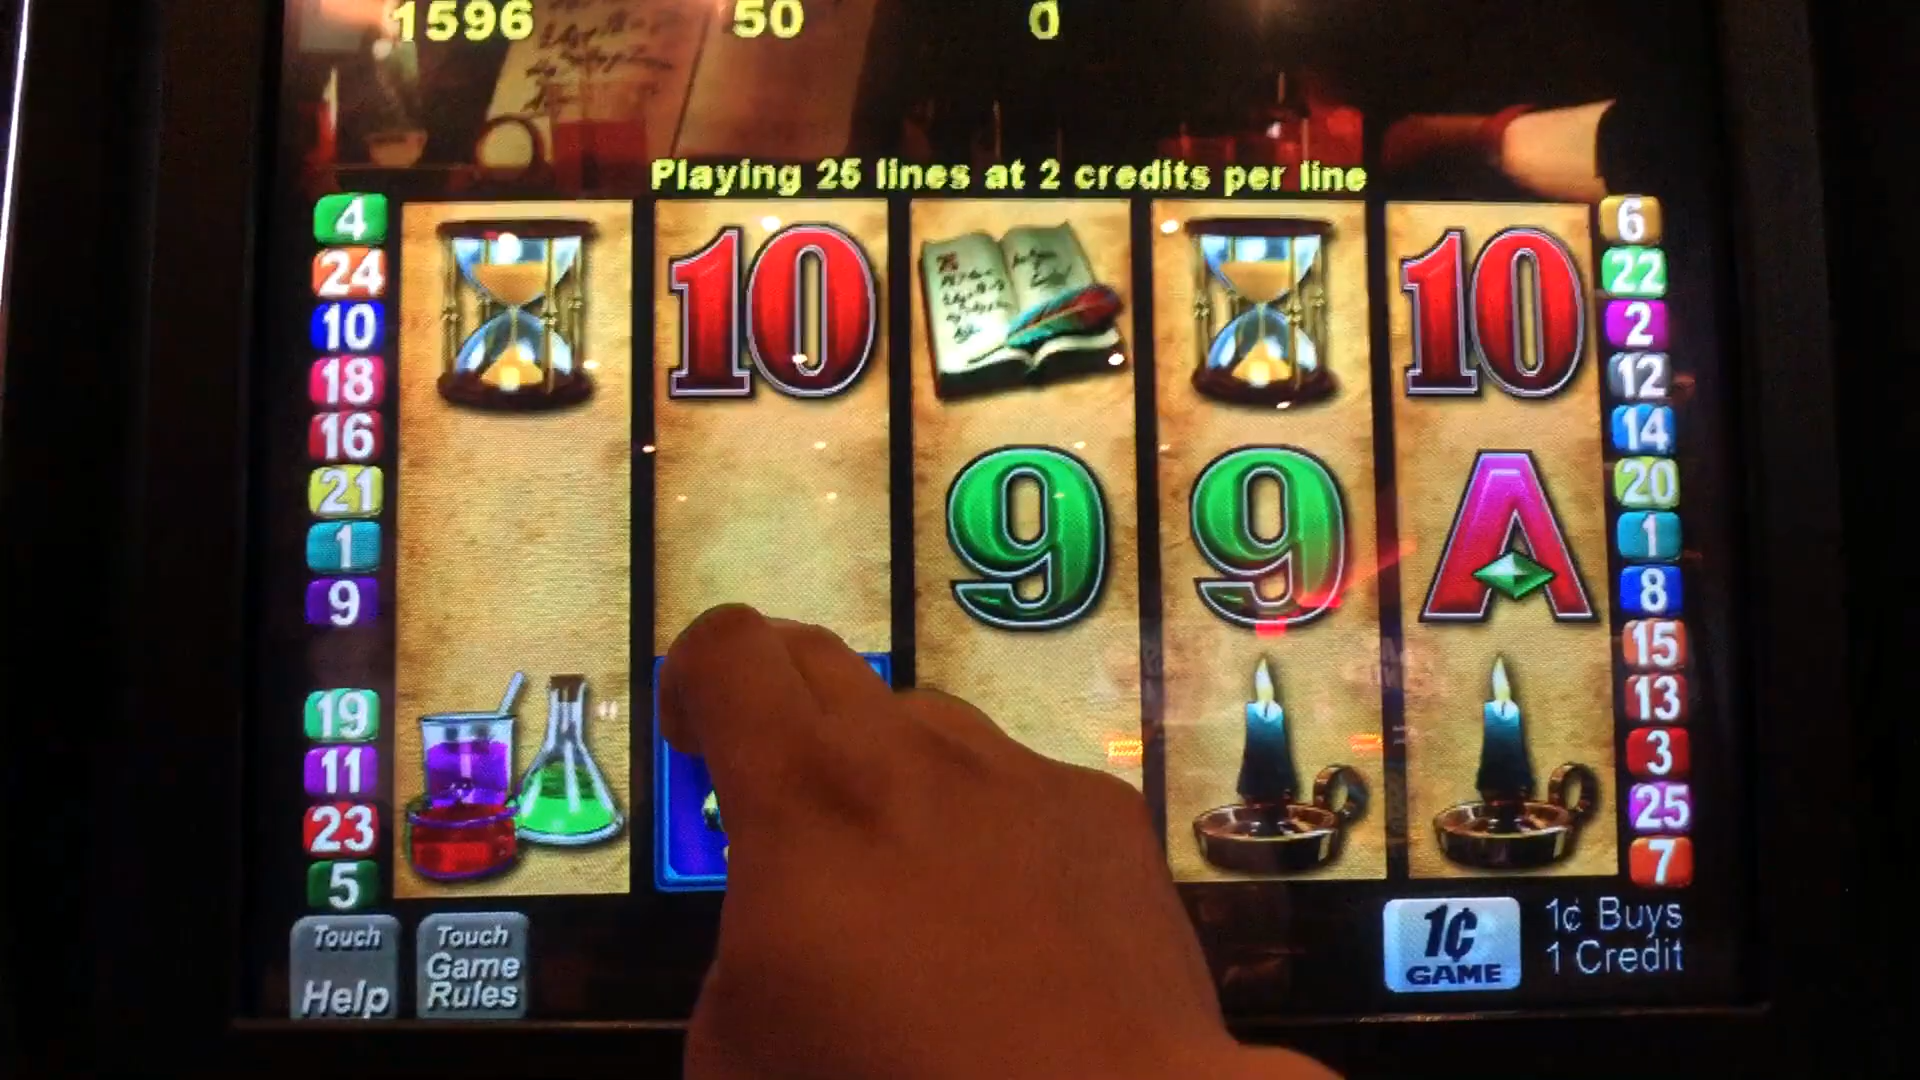 1596 50 0
Playing 25 lines at 2 credits per line
4
24
10
18
16
21
1
9
19
11
23
5
10
10
9
9
A
6
22
2
12
14
20
1
8
15
13
3
25
7
Touch
Help
Touch
Game
Rules
1¢
GAME
1¢ Buys
1 Credit